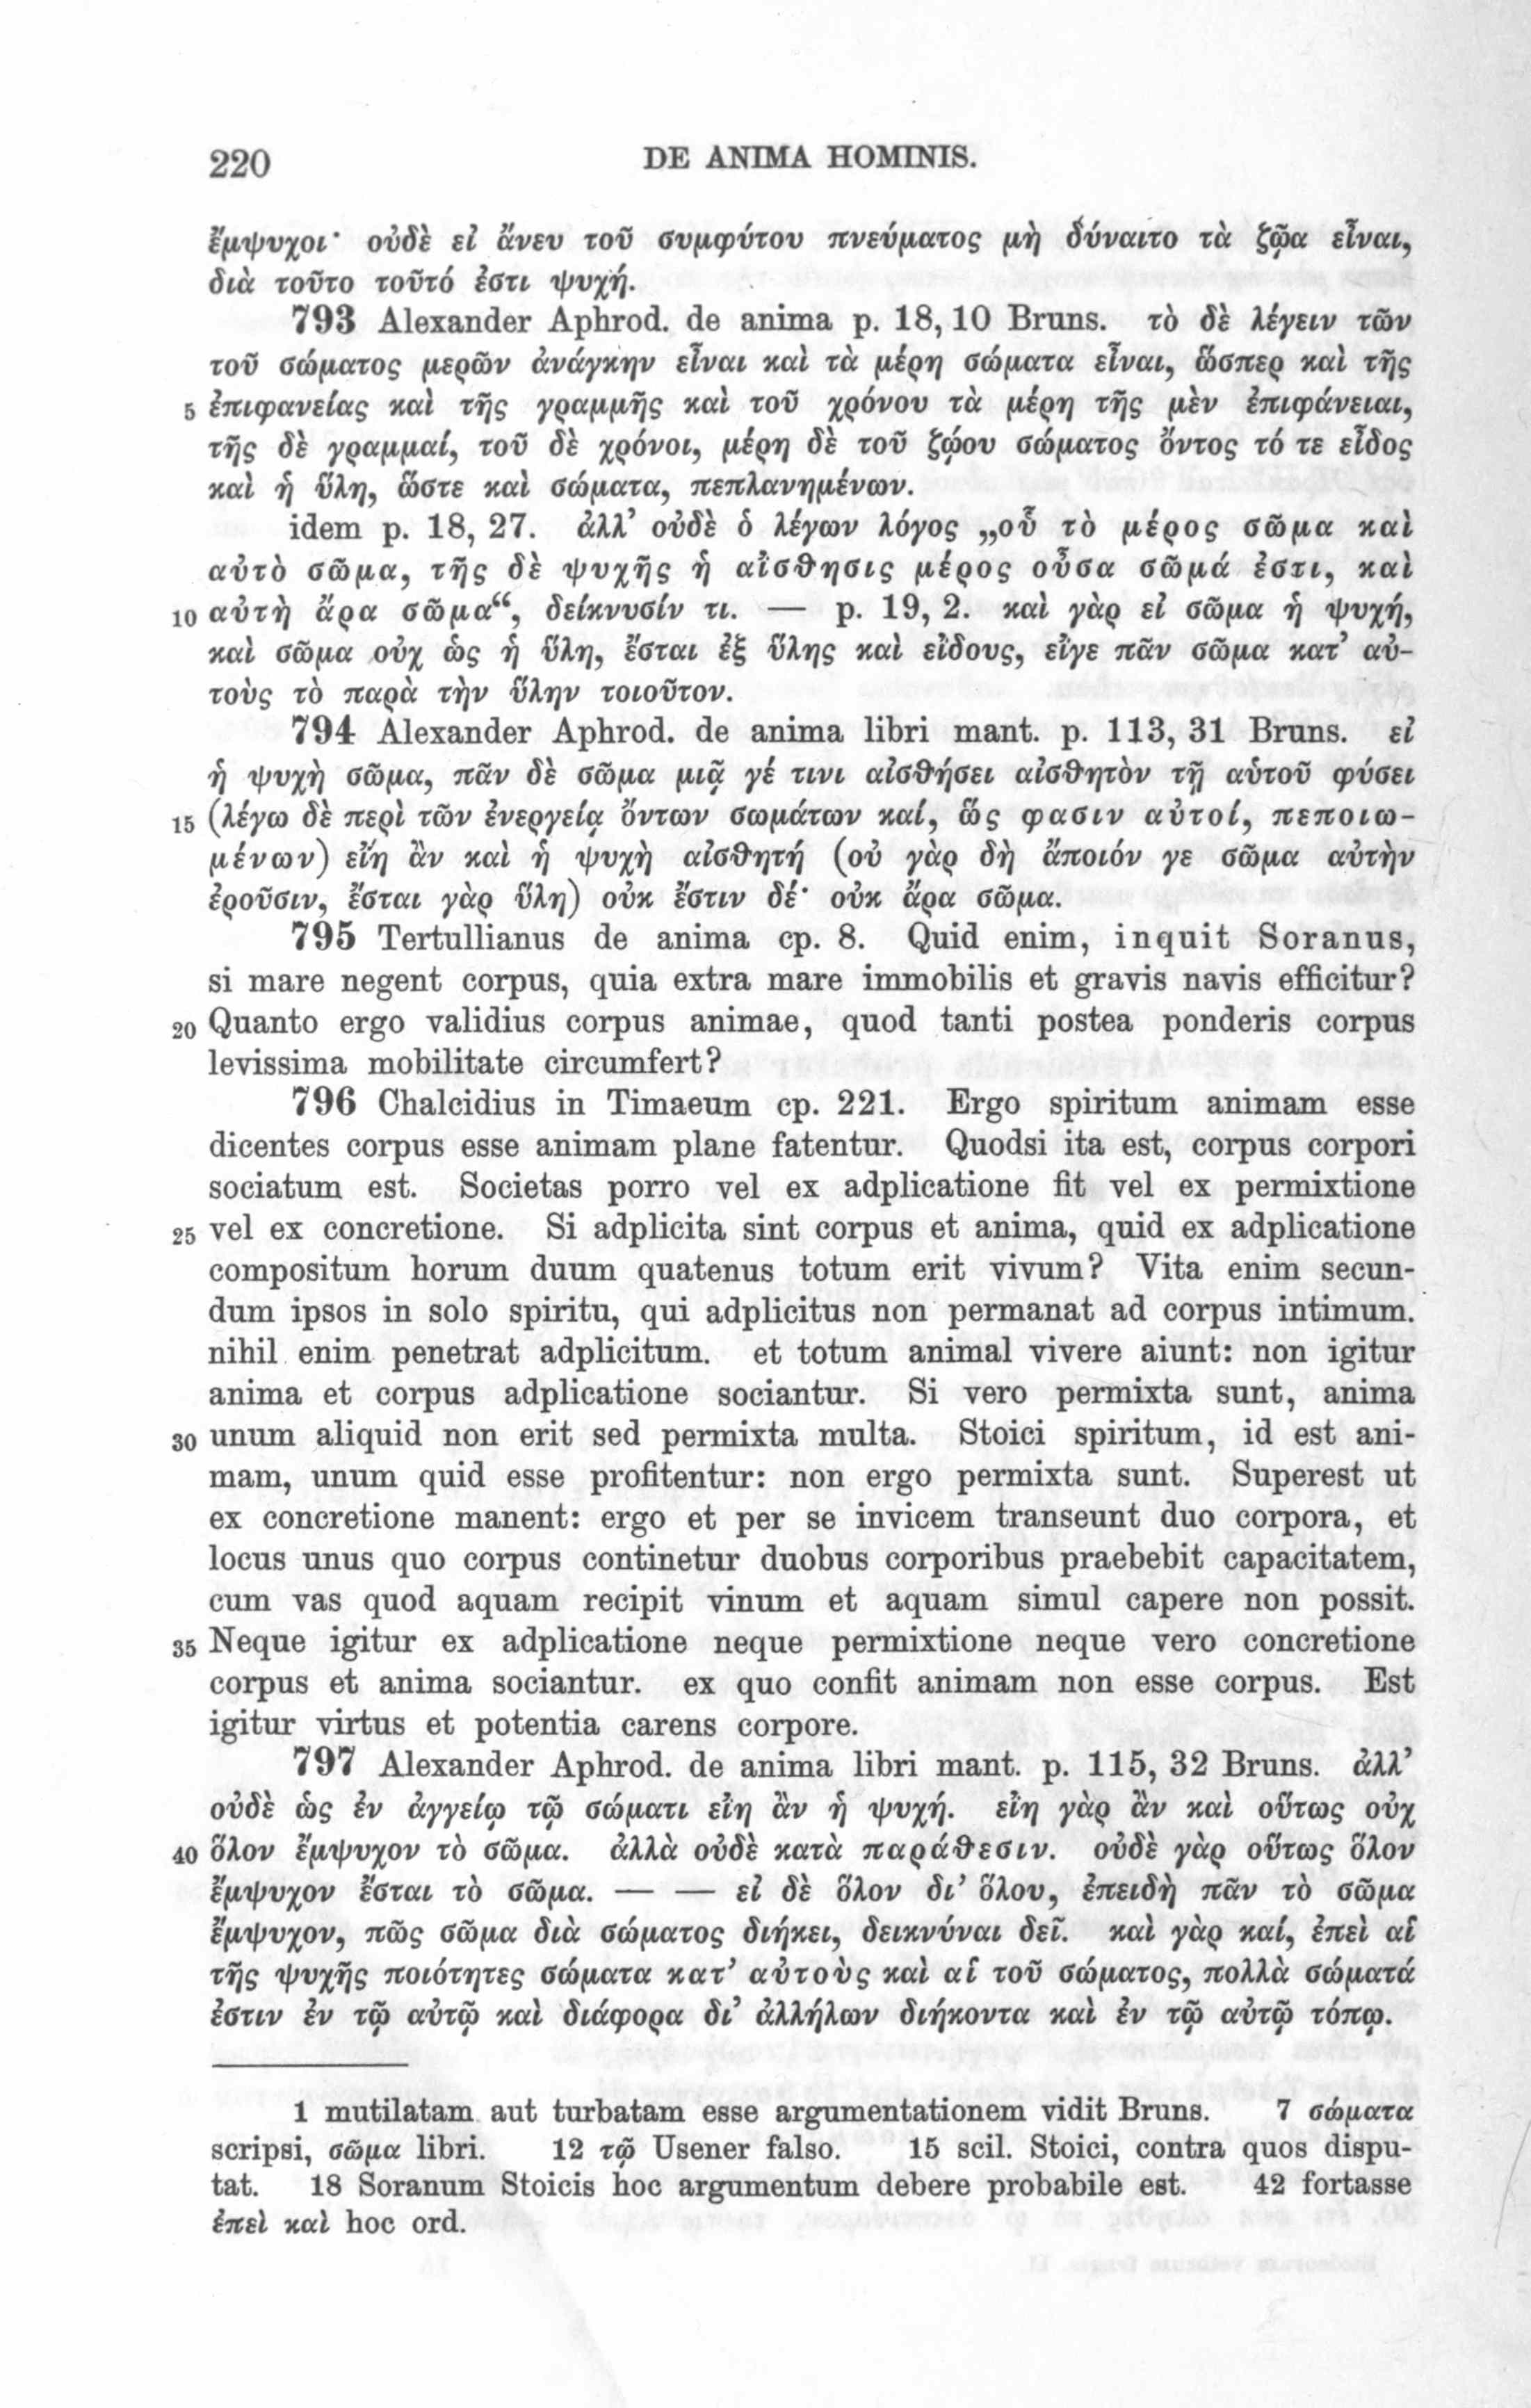 220 DE ANIMA HOMINIS.
ἔμψυχοι· οὐδὲ εἰ ἄνευ τοῦ συμφύτου πνεύματος μὴ δύναιτο τὰ ζῷα εἶναι,
διὰ τοῦτο τοῦτό ἐστι ψυχή.
793 Alexander Aphrod. de anima p. 18, 10 Bruns. τὸ δὲ λέγειν τῶν
τοῦ σώματος μερῶν ἀνάγκην εἶναι καὶ τὰ μέρη σώματα εἶναι, ὥσπερ καὶ τῆς
5 ἐπιφανείας καὶ τῆς γραμμῆς καὶ τοῦ χρόνου τὰ μέρη τῆς μὲν ἐπιφάνειαι,
τῆς δὲ γραμμαί, τοῦ δὲ χρόνοι, μέρη δὲ τοῦ ζῴου σώματος ὄντος τό τε εἶδος
καὶ ἡ ὕλη, ὥστε καὶ σώματα, πεπλανημένων.
idem p. 18, 27. ἀλλ’ οὐδὲ ὁ λέγων λόγος „οὗ τὸ μέρος σῶμα καὶ
αὐτὸ σῶμα, τῆς δὲ ψυχῆς ἡ αἴσθησις μέρος οὖσα σῶμά ἐστι, καὶ
10 αὐτὴ ἄρα σῶμα“, δείκνυσίν τι. — p. 19, 2. καὶ γὰρ εἰ σῶμα ἡ ψυχή,
καὶ σῶμα οὐχ ὡς ἡ ὕλη, ἔσται ἐξ ὕλης καὶ εἴδους, εἴγε πᾶν σῶμα κατ’ αὐ-
τοὺς τὸ παρὰ τὴν ὕλην τοιοῦτον.
794 Alexander Aphrod. de anima libri mant. p. 113, 31 Bruns. εἰ
ἡ ψυχὴ σῶμα, πᾶν δὲ σῶμα μιᾷ γέ τινι αἰσθήσει αἰσθητὸν τῇ αὑτοῦ φύσει
15 (λέγω δὲ περὶ τῶν ἐνεργείᾳ ὄντων σωμάτων καί, ὥς φασιν αὐτοί, πεποιω-
μένων) εἴη ἂν καὶ ἡ ψυχὴ αἰσθητή (οὐ γὰρ δὴ ἄποιόν γε σῶμα αὐτὴν
ἐροῦσιν, ἔσται γὰρ ὕλη) οὐκ ἔστιν δέ· οὐκ ἄρα σῶμα.
795 Tertullianus de anima cp. 8. Quid enim, inquit Soranus,
si mare negent corpus, quia extra mare immobilis et gravis navis efficitur?
20 Quanto ergo validius corpus animae, quod tanti postea ponderis corpus
levissima mobilitate circumfert?
796 Chalcidius in Timaeum cp. 221. Ergo spiritum animam esse
dicentes corpus esse animam plane fatentur. Quodsi ita est, corpus corpori
sociatum est. Societas porro vel ex adplicatione fit vel ex permixtione
25 vel ex concretione. Si adplicita sint corpus et anima, quid ex adplicatione
compositum horum duum quatenus totum erit vivum? Vita enim secun-
dum ipsos in solo spiritu, qui adplicitus non permanat ad corpus intimum.
nihil enim penetrat adplicitum. et totum animal vivere aiunt: non igitur
anima et corpus adplicatione sociantur. Si vero permixta sunt, anima
30 unum aliquid non erit sed permixta multa. Stoici spiritum, id est ani-
mam, unum quid esse profitentur: non ergo permixta sunt. Superest ut
ex concretione manent: ergo et per se invicem transeunt duo corpora, et
locus unus quo corpus continetur duobus corporibus praebebit capacitatem,
cum vas quod aquam recipit vinum et aquam simul capere non possit.
35 Neque igitur ex adplicatione neque permixtione neque vero concretione
corpus et anima sociantur. ex quo confit animam non esse corpus. Est
igitur virtus et potentia carens corpore.
797 Alexander Aphrod. de anima libri mant. p. 115, 32 Bruns. ἀλλ’
οὐδὲ ὡς ἐν ἀγγείῳ τῷ σώματι εἴη ἂν ἡ ψυχή. εἴη γὰρ ἂν καὶ οὕτως οὐχ
40 ὅλον ἔμψυχον τὸ σῶμα. ἀλλὰ οὐδὲ κατὰ παράθεσιν. οὐδὲ γὰρ οὕτως ὅλον
ἔμψυχον ἔσται τὸ σῶμα. — — εἰ δὲ ὅλον δι’ ὅλου, ἐπειδὴ πᾶν τὸ σῶμα
ἔμψυχον, πῶς σῶμα διὰ σώματος διήκει, δεικνύναι δεῖ. καὶ γὰρ καί, ἐπεὶ αἱ
τῆς ψυχῆς ποιότητες σώματα κατ’ αὐτοὺς καὶ αἱ τοῦ σώματος, πολλὰ σώματά
ἐστιν ἐν τῷ αὐτῷ καὶ διάφορα δι’ ἀλλήλων διήκοντα καὶ ἐν τῷ αὐτῷ τόπῳ.
1 mutilatam aut turbatam esse argumentationem vidit Bruns. 7 σώματα
scripsi, σῶμα libri. 12 τῷ Usener falso. 15 scil. Stoici, contra quos dispu-
tat. 18 Soranum Stoicis hoc argumentum debere probabile est. 42 fortasse
ἐπεὶ καὶ hoc ord.